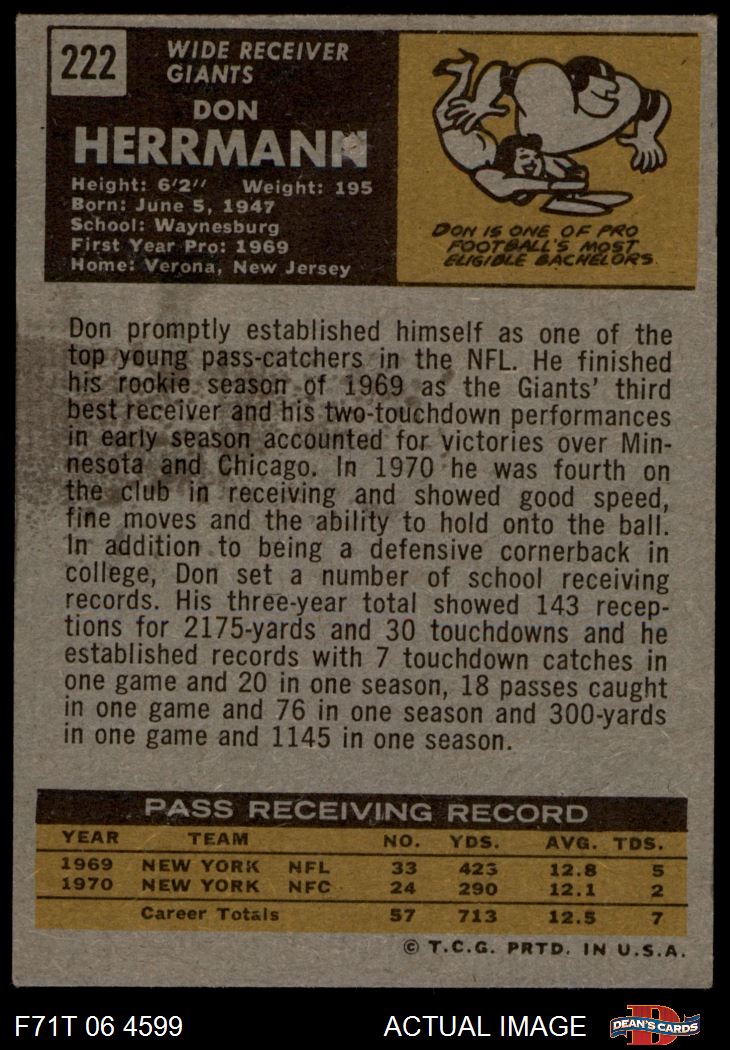 222
WIDE RECEIVER
GIANTS
DON
HERRMANN
Height: 6'2" Weight: 195
Born: June 5, 1947
School: Waynesburg
First Year Pro: 1969
Home: Verona, New Jersey
DON IS ONE OF PRO
FOOTBALL'S MOST
ELIGIBLE BACHELORS.
Don promptly established himself as one of the
top young pass-catchers in the NFL. He finished
his rookie season of 1969 as the Giants' third
best receiver and his two-touchdown performances
in early season accounted for victories over Min-
nesota and Chicago. In 1970 he was fourth on
the club in receiving and showed good speed,
fine moves and the ability to hold onto the ball.
In addition to being a defensive cornerback in
college, Don set a number of school receiving
records. His three-year total showed 143 recep-
tions for 2175-yards and 30 touchdowns and he
established records with 7 touchdown catches in
one game and 20 in one season, 18 passes caught
in one game and 76 in one season and 300-yards
in one game and 1145 in one season.
PASS RECEIVING RECORD
YEAR TEAM NO. YDS. AVG. TDS.
1969 NEW YORK NFL 33 423 12.8 5
1970 NEW YORK NFC 24 290 12.1 2
Career Totals 57 713 12.5 7
© T.C.G. PRTD. IN U.S.A.
F71T 06 4599 ACTUAL IMAGE D DEAN'S CARDS